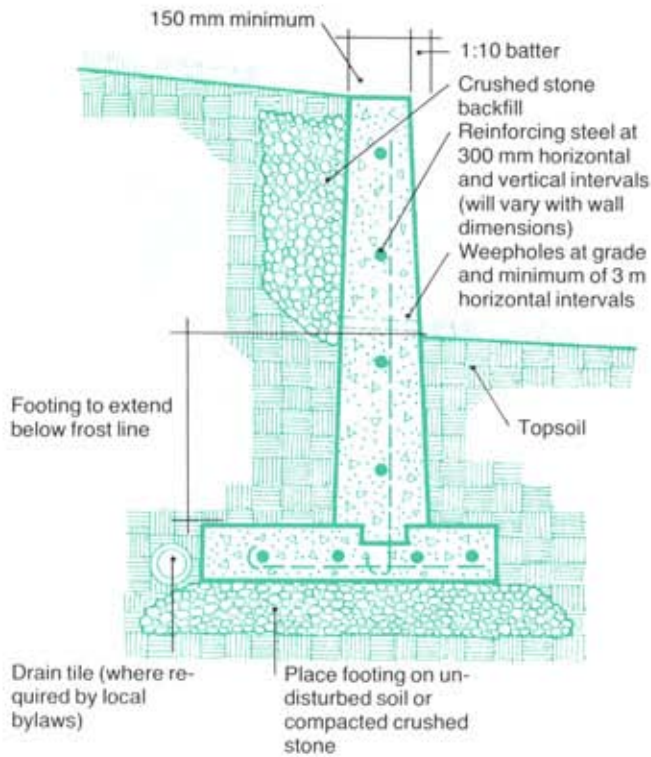 150 mm minimum
1:10 batter
Crushed stone
backfill
Reinforcing steel at
300 mm horizontal
and vertical intervals
(will vary with wall
dimensions)
Weepholes at grade
and minimum of 3 m
horizontal intervals
Footing to extend
below frost line
Topsoil
Drain tile (where re-
quired by local
bylaws)
Place footing on un-
disturbed soil or
compacted crushed
stone